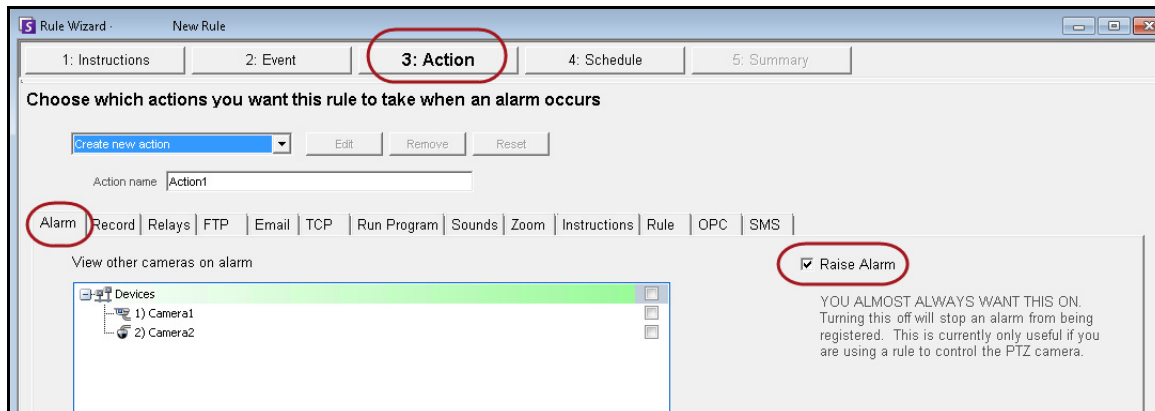 Rule Wizard - New Rule
1: Instructions 2: Event 3: Action 4: Schedule 5: Summary
Choose which actions you want this rule to take when an alarm occurs
Create new action Edit Remove Reset
Action name Action1
Alarm Record Relays FTP Email TCP Run Program Sounds Zoom Instructions Rule OPC SMS
View other cameras on alarm
Raise Alarm
Devices
1) Camera1
2) Camera2
YOU ALMOST ALWAYS WANT THIS ON.
Turning this off will stop an alarm from being
registered. This is currently only useful if you
are using a rule to control the PTZ camera.